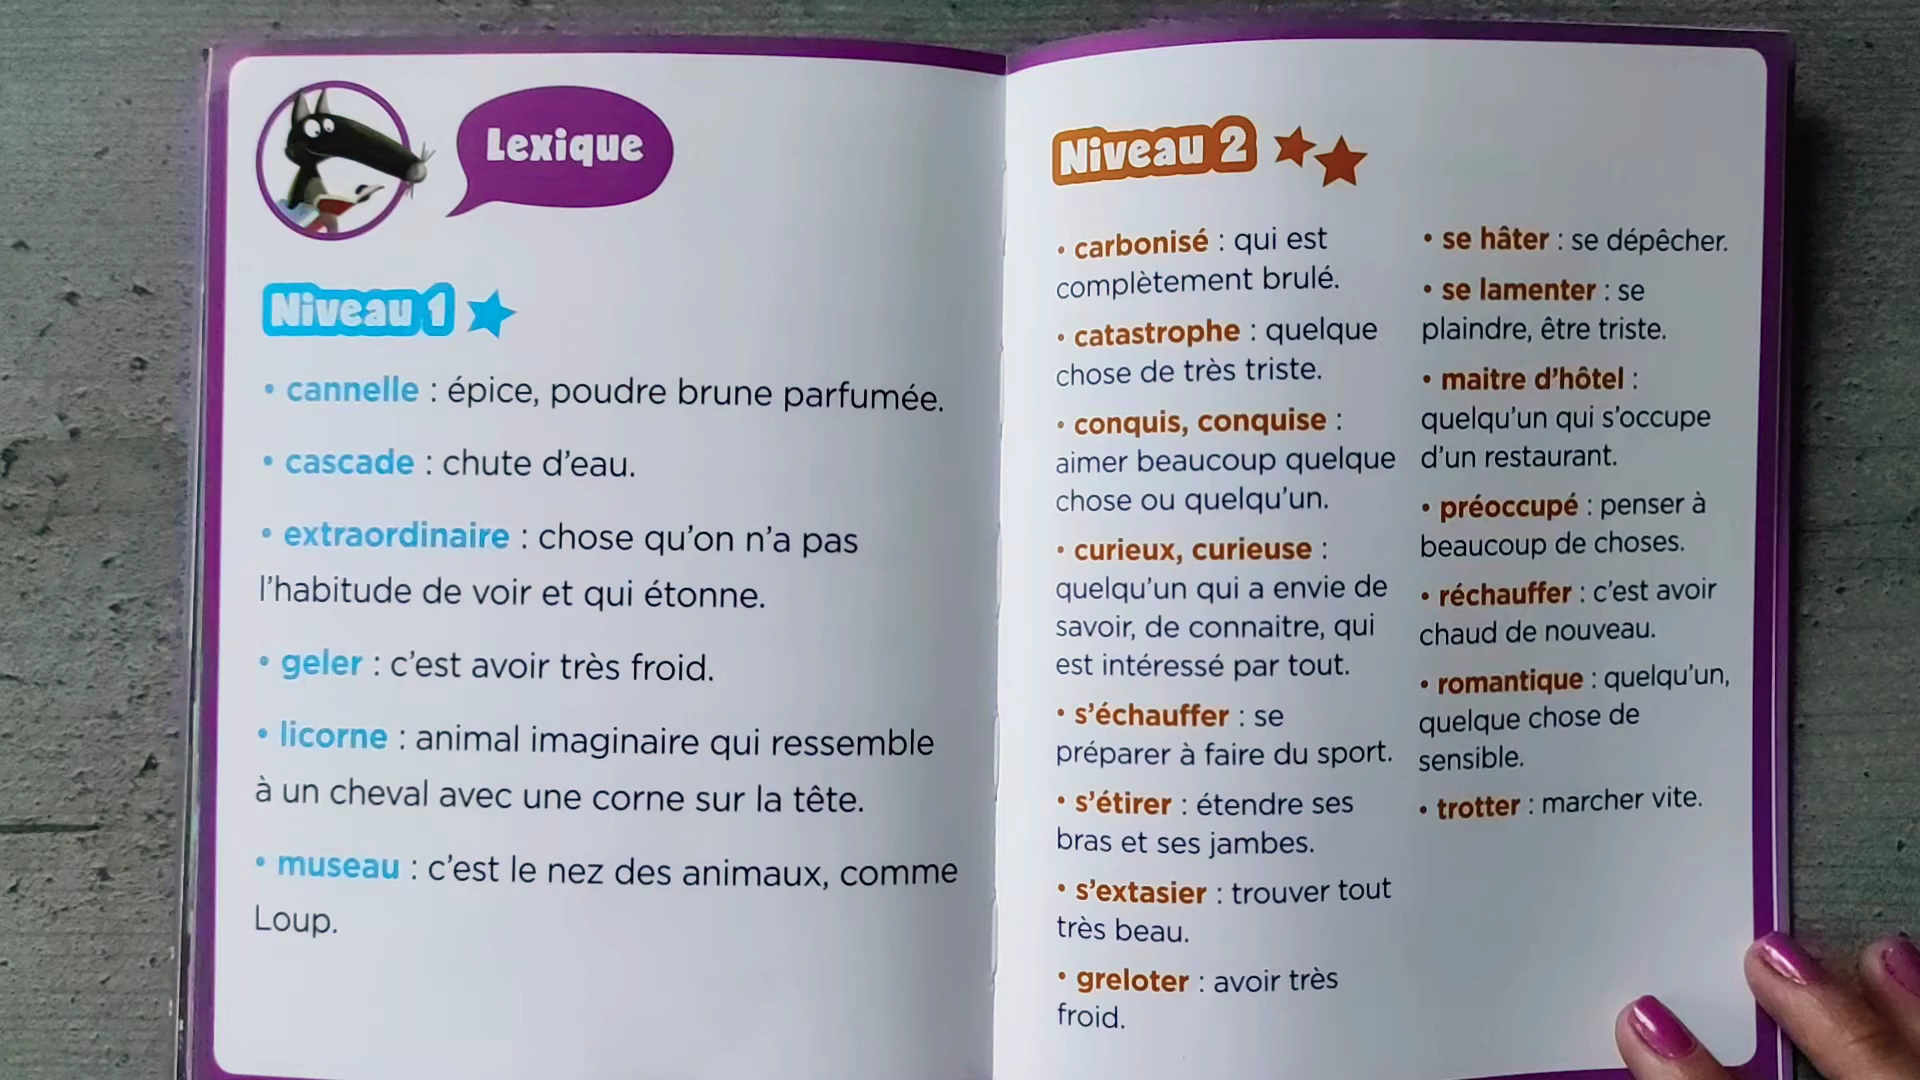 Lexique
Niveau 1
• cannelle : épice, poudre brune parfumée.
• cascade : chute d'eau.
• extraordinaire : chose qu'on n'a pas
l'habitude de voir et qui étonne.
• geler : c'est avoir très froid.
• licorne : animal imaginaire qui ressemble
à un cheval avec une corne sur la tête.
• museau : c'est le nez des animaux, comme
Loup.
Niveau 2
• carbonisé : qui est
complètement brulé.
• catastrophe : quelque
chose de très triste.
• conquis, conquise :
aimer beaucoup quelque
chose ou quelqu'un.
• curieux, curieuse :
quelqu'un qui a envie de
savoir, de connaitre, qui
est intéressé par tout.
• s'échauffer : se
préparer à faire du sport.
• s'étirer : étendre ses
bras et ses jambes.
• s'extasier : trouver tout
très beau.
• greloter : avoir très
froid.
• se hâter : se dépêcher.
• se lamenter : se
plaindre, être triste.
• maitre d'hôtel :
quelqu'un qui s'occupe
d'un restaurant.
• préoccupé : penser à
beaucoup de choses.
• réchauffer : c'est avoir
chaud de nouveau.
• romantique : quelqu'un,
quelque chose de
sensible.
• trotter : marcher vite.